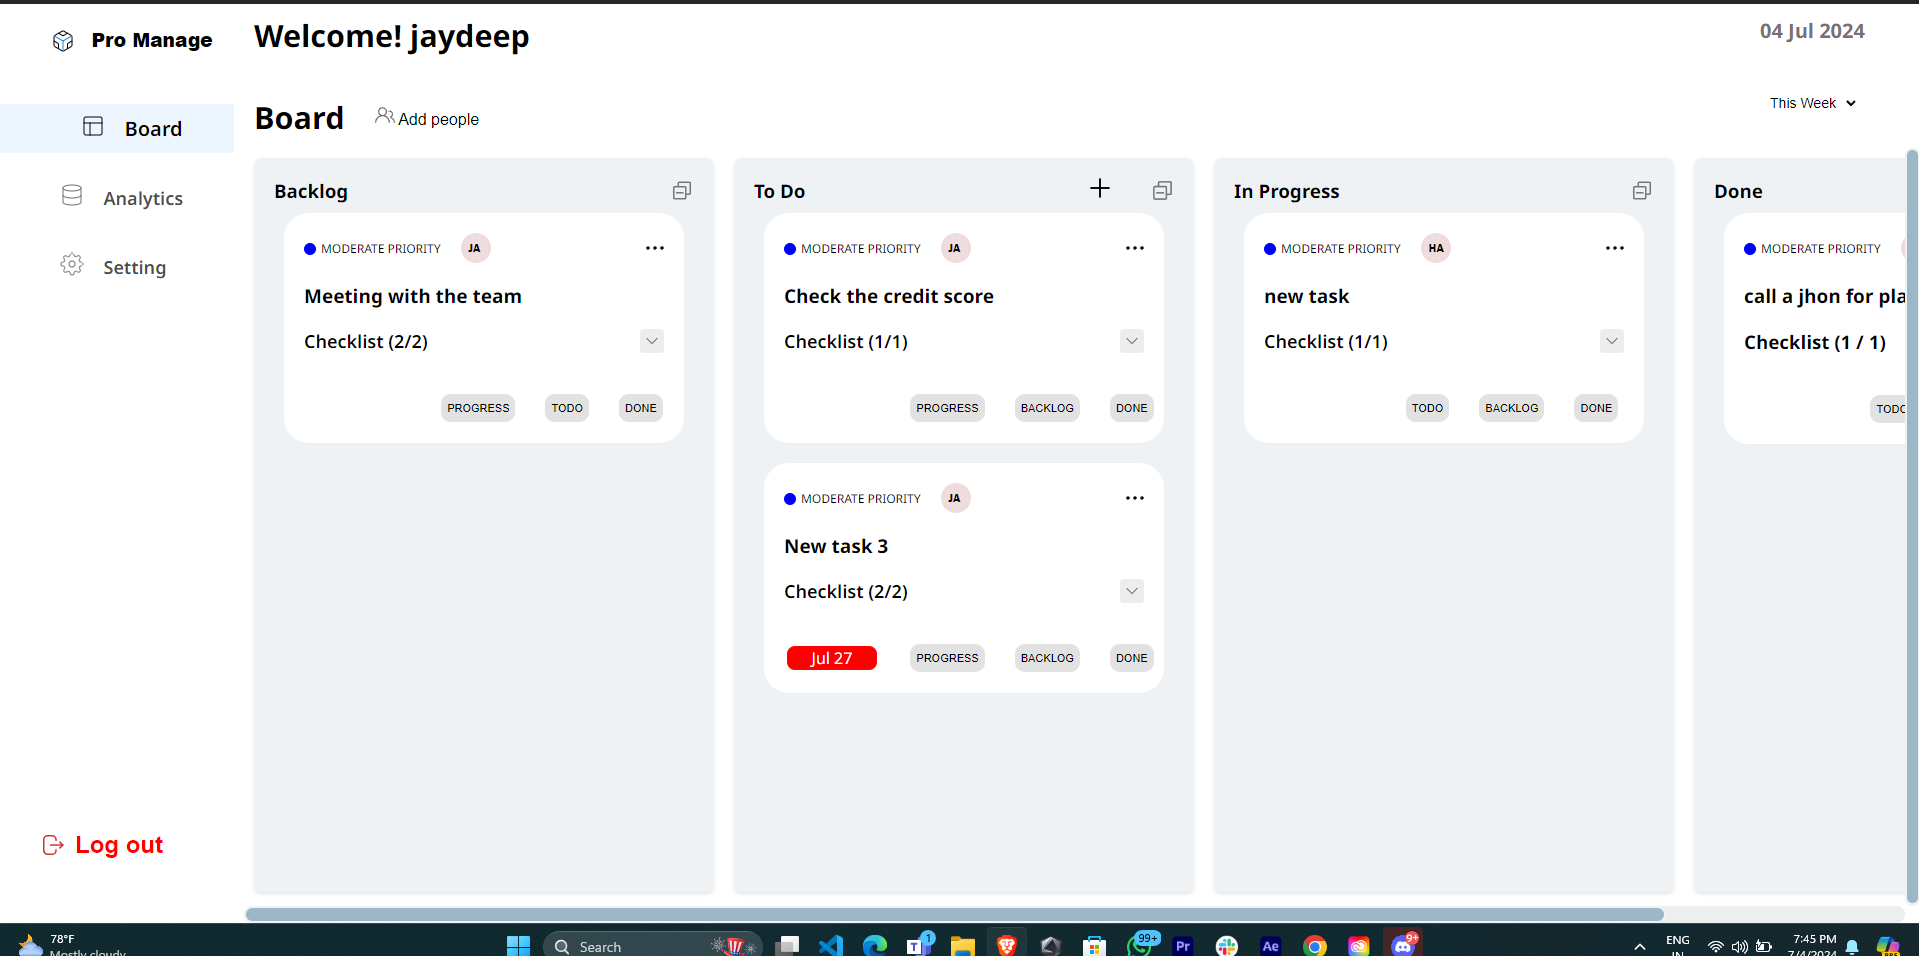 Pro Manage
Welcome! jaydeep
04 Jul 2024
Board
Analytics
Setting
Log out
Board
Add people
This Week
Backlog
MODERATE PRIORITY JA
Meeting with the team
Checklist (2/2)
PROGRESS TODO DONE
To Do
MODERATE PRIORITY JA
Check the credit score
Checklist (1/1)
PROGRESS BACKLOG DONE
MODERATE PRIORITY JA
New task 3
Checklist (2/2)
Jul 27 PROGRESS BACKLOG DONE
In Progress
MODERATE PRIORITY HA
new task
Checklist (1/1)
TODO BACKLOG DONE
Done
MODERATE PRIORITY
call a jhon for pla
Checklist (1 / 1)
TODO
78°F
Mostly cloudy
Search
T 1
99+
Pr
Ae
9+
ENG
IN
7:45 PM
7/4/2024